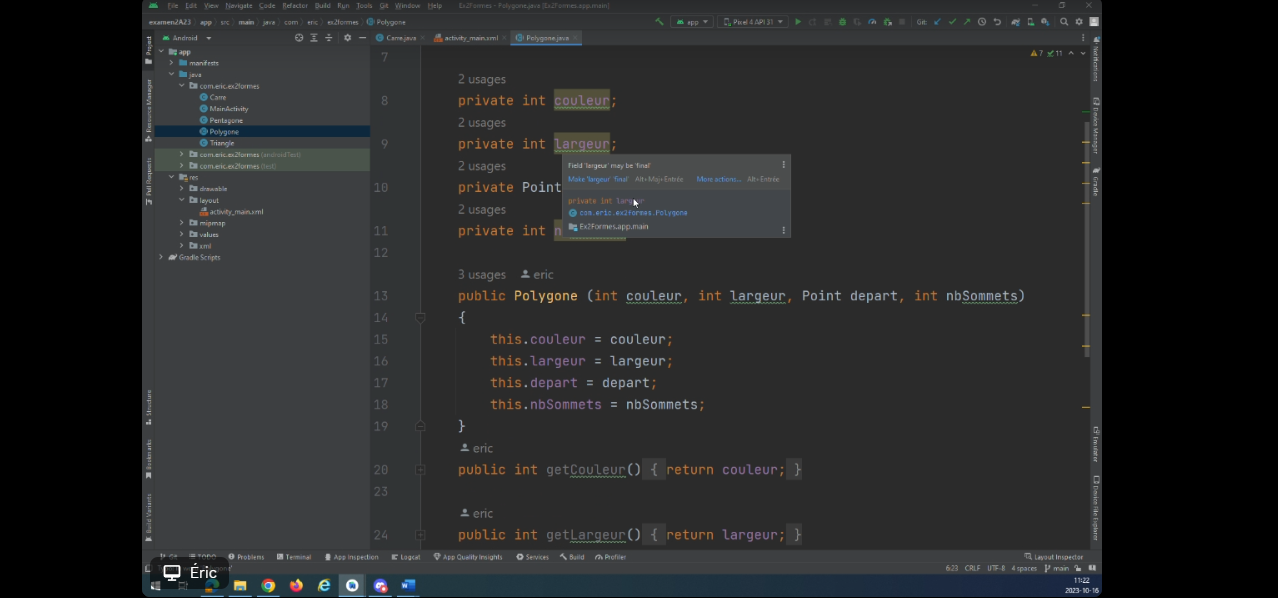 File Edit View Navigate Code Refactor Build Run Tools Git Window Help Ex2Formes - Polygone.java [Ex2Formes.app.main]
examen2A23 app src main java com eric ex2formes Polygone
app Pixel 4 API 31 Git:
Android Carre.java activity_main.xml Polygone.java
Project
Resource Manager
Pull Requests
Structure
Bookmarks
Build Variants
app
manifests
java
com.eric.ex2formes
Carre
MainActivity
Pentagone
Polygone
Triangle
com.eric.ex2formes (androidTest)
com.eric.ex2formes (test)
res
drawable
layout
activity_main.xml
mipmap
values
xml
Gradle Scripts
7
7 11
2 usages
8 private int couleur;
2 usages
9 private int largeur;
2 usages
10 private Point
2 usages
11 private int n
12
Field 'largeur' may be 'final'
Make 'largeur' 'final' Alt+Maj+Entrée More actions... Alt+Entrée
private int largeur
com.eric.ex2formes.Polygone
Ex2Formes.app.main
3 usages eric
13 public Polygone (int couleur, int largeur, Point depart, int nbSommets)
14 {
15 this.couleur = couleur;
16 this.largeur = largeur;
17 this.depart = depart;
18 this.nbSommets = nbSommets;
19 }
eric
20 public int getCouleur() { return couleur; }
23
eric
24 public int getLargeur() { return largeur; }
Notifications
Device Manager
Gradle
Emulator
Device File Explorer
Git TODO Problems Terminal App Inspection Logcat App Quality Insights Services Build Profiler Layout Inspector
6:23 CRLF UTF-8 4 spaces main
Éric
11:22
2023-10-16